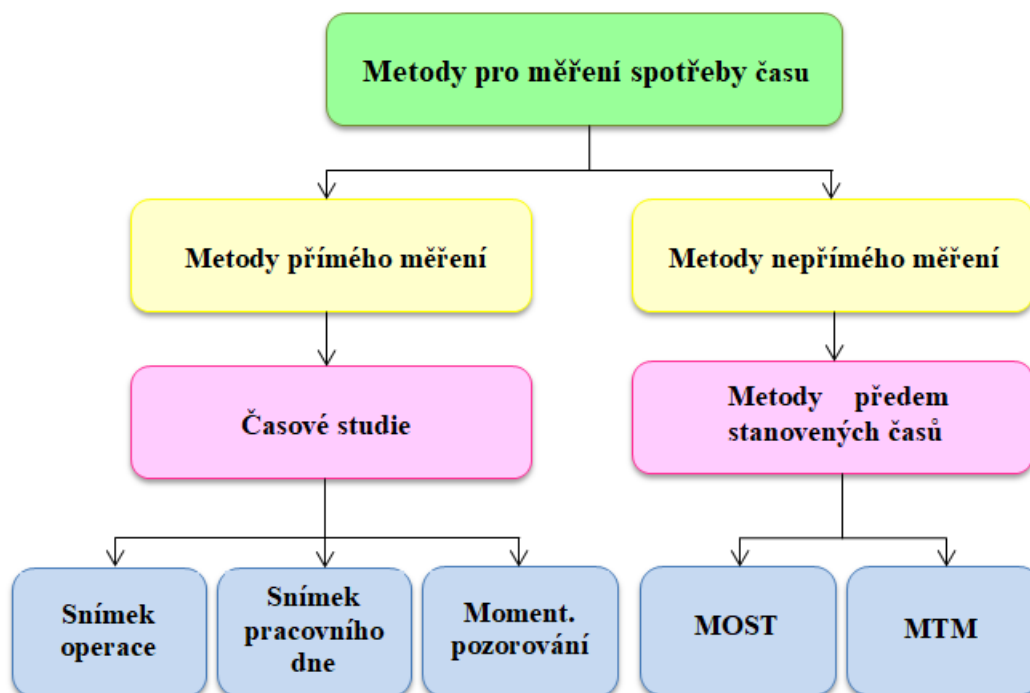 Metody pro měření spotřeby času
Metody přímého měření
Metody nepřímého měření
Časové studie
Metody předem
stanovených časů
Snímek
operace
Snímek
pracovního
dne
Moment.
pozorování
MOST
MTM